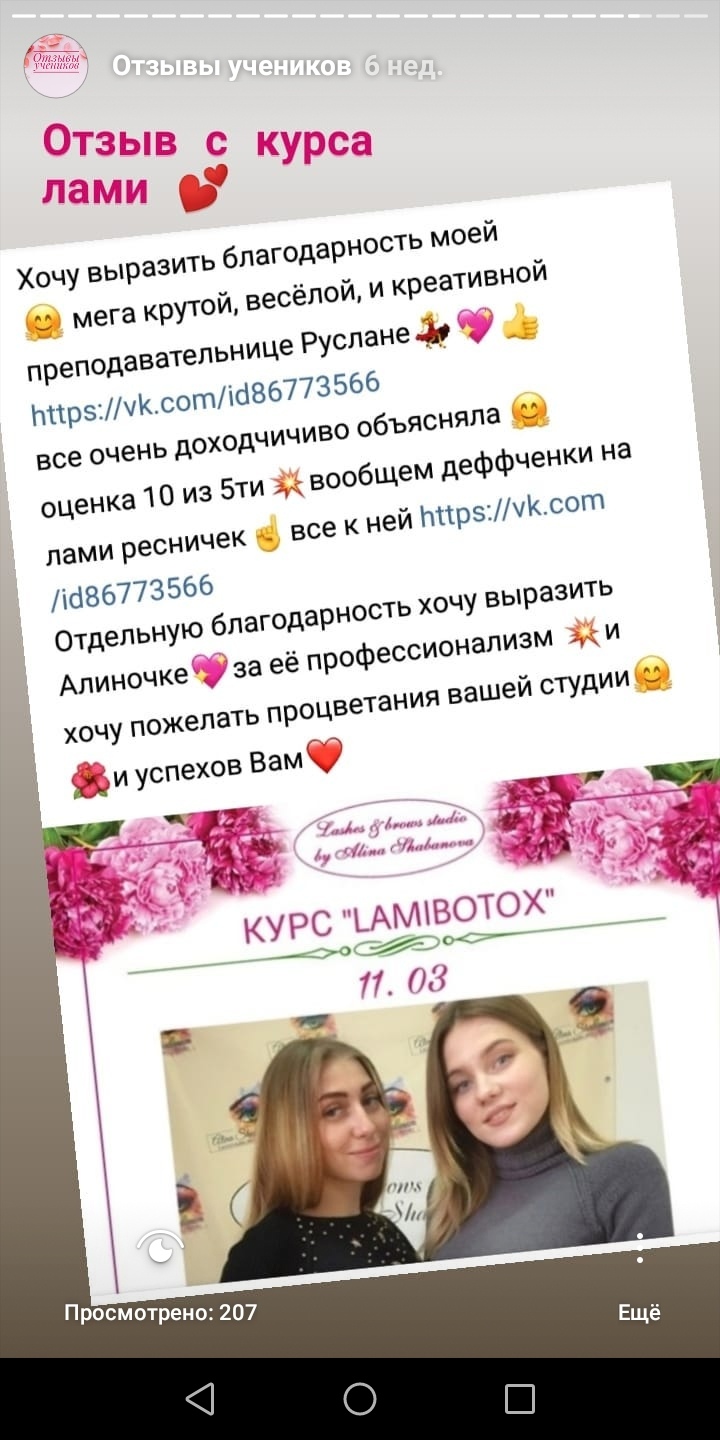 Отзывы учеников
Отзывы учеников 6 нед.
Отзыв с курса
лами 💕
Хочу выразить благодарность моей
🤗 мега крутой, весёлой, и креативной
преподавательнице Руслане 💃 💖 👍
https://vk.com/id86773566
все очень доходчичиво объясняла 🤗
оценка 10 из 5ти 💥 вообщем деффченки на
лами ресничек ☝ все к ней https://vk.com
/id86773566
Отдельную благодарность хочу выразить
Алиночке 💖 за её профессионализм 💥 и
хочу пожелать процветания вашей студии 🤗
🌺 и успехов Вам ❤
Lashes & brows studio
by Alina Shabanova
КУРС "LAMIBOTOX"
11. 03
Просмотрено: 207
Ещё